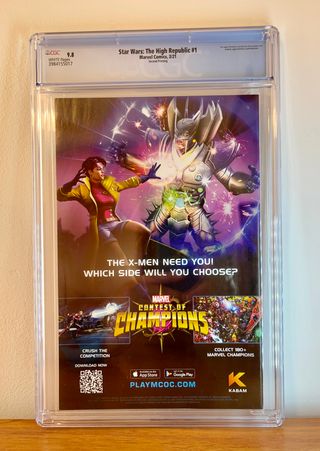 CGC
9.8
WHITE Pages
3984155017
Star Wars: The High Republic #1
Marvel Comics, 3/21
Second Printing
THE X-MEN NEED YOU!
WHICH SIDE WILL YOU CHOOSE?
MARVEL
CONTEST OF
CHAMPIONS
CRUSH THE
COMPETITION
DOWNLOAD NOW
COLLECT 180+
MARVEL CHAMPIONS
App Store
Google Play
PLAYMCOC.COM
KABAM